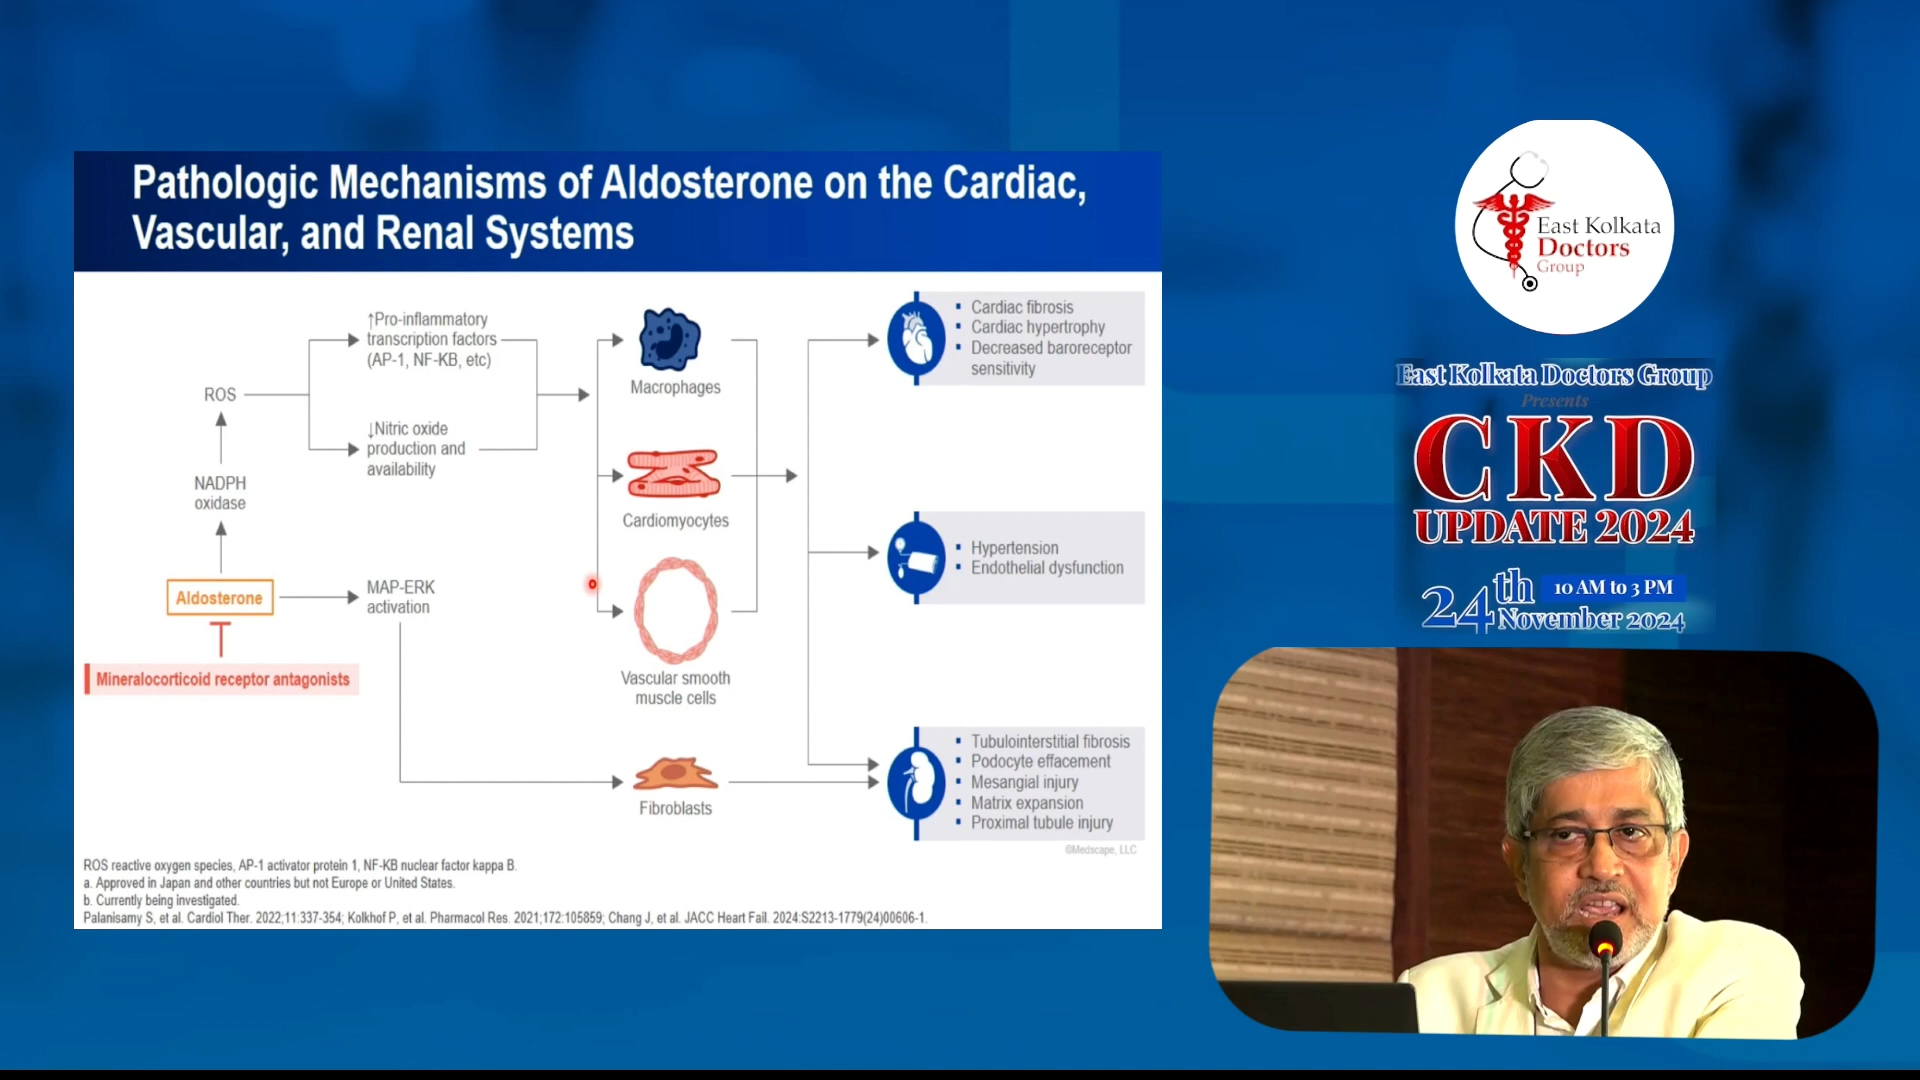 Pathologic Mechanisms of Aldosterone on the Cardiac,
Vascular, and Renal Systems
↑Pro-inflammatory
transcription factors
(AP-1, NF-KB, etc)
ROS
↓Nitric oxide
production and
availability
NADPH
oxidase
Aldosterone
MAP-ERK
activation
Mineralocorticoid receptor antagonists
Macrophages
Cardiomyocytes
Vascular smooth
muscle cells
Fibroblasts
▪ Cardiac fibrosis
▪ Cardiac hypertrophy
▪ Decreased baroreceptor
sensitivity
▪ Hypertension
▪ Endothelial dysfunction
▪ Tubulointerstitial fibrosis
▪ Podocyte effacement
▪ Mesangial injury
▪ Matrix expansion
▪ Proximal tubule injury
©Medscape, LLC
ROS reactive oxygen species, AP-1 activator protein 1, NF-KB nuclear factor kappa B.
a. Approved in Japan and other countries but not Europe or United States.
b. Currently being investigated.
Palanisamy S, et al. Cardiol Ther. 2022;11:337-354; Kolkhof P, et al. Pharmacol Res. 2021;172:105859; Chang J, et al. JACC Heart Fail. 2024:S2213-1779(24)00606-1.
East Kolkata
Doctors
Group
East Kolkata Doctors Group
Presents
CKD
UPDATE 2024
24th November 2024
10 AM to 3 PM